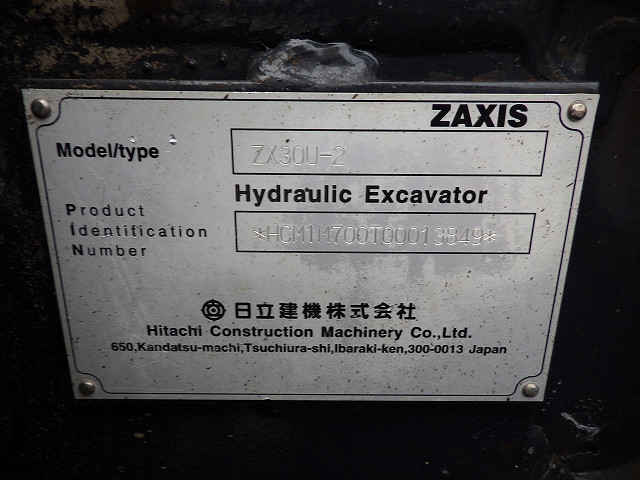 ZAXIS
Model/type ZX30U-2
Hydraulic Excavator
Product
Identification
Number
*HCM1M700T00013849*
日立建機株式会社
Hitachi Construction Machinery Co.,Ltd.
650,Kandatsu-machi,Tsuchiura-shi,Ibaraki-ken,300-0013 Japan